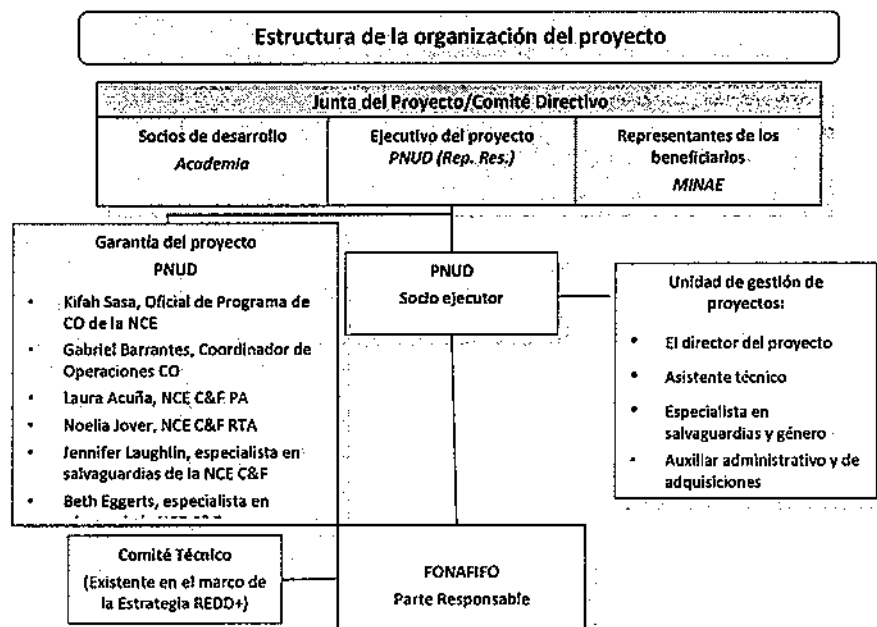 Estructura de la organización del proyecto
Junta del Proyecto/Comité Directivo
Socios de desarrollo
Academia
Ejecutivo del proyecto
PNUD (Rep. Res.)
Representantes de los
beneficiarios
MINAE
Garantía del proyecto
PNUD
• Kifah Sasa, Oficial de Programa de
CO de la NCE
• Gabriel Barrantes, Coordinador de
Operaciones CO
• Laura Acuña, NCE C&F PA
• Noelia Jover, NCE C&F RTA
• Jennifer Laughlin, especialista en
salvaguardias de la NCE C&F
• Beth Eggerts, especialista en
PNUD
Socio ejecutor
Unidad de gestión de
proyectos:
• El director del proyecto
• Asistente técnico
• Especialista en
salvaguardias y género
• Auxiliar administrativo y de
adquisiciones
Comité Técnico
(Existente en el marco de
la Estrategia REDD+)
FONAFIFO
Parte Responsable